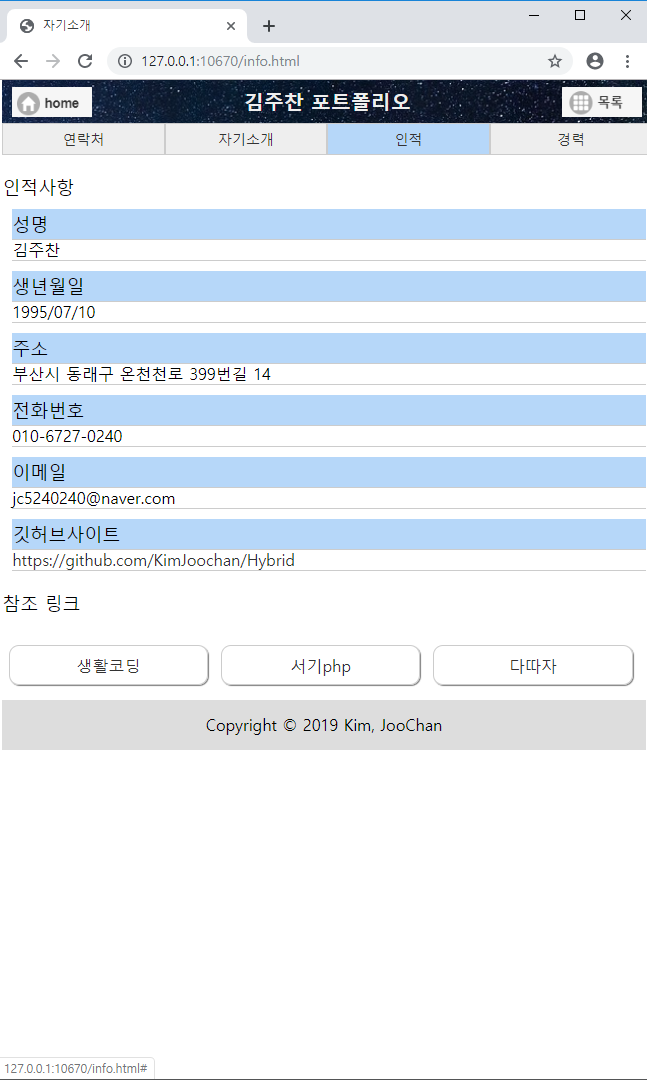 자기소개
127.0.0.1:10670/info.html
home
김주찬 포트폴리오
목록
연락처
자기소개
인적
경력
인적사항
성명
김주찬
생년월일
1995/07/10
주소
부산시 동래구 온천천로 399번길 14
전화번호
010-6727-0240
이메일
jc5240240@naver.com
깃허브사이트
https://github.com/KimJoochan/Hybrid
참조 링크
생활코딩
서기php
다따자
Copyright © 2019 Kim, JooChan
127.0.0.1:10670/info.html#